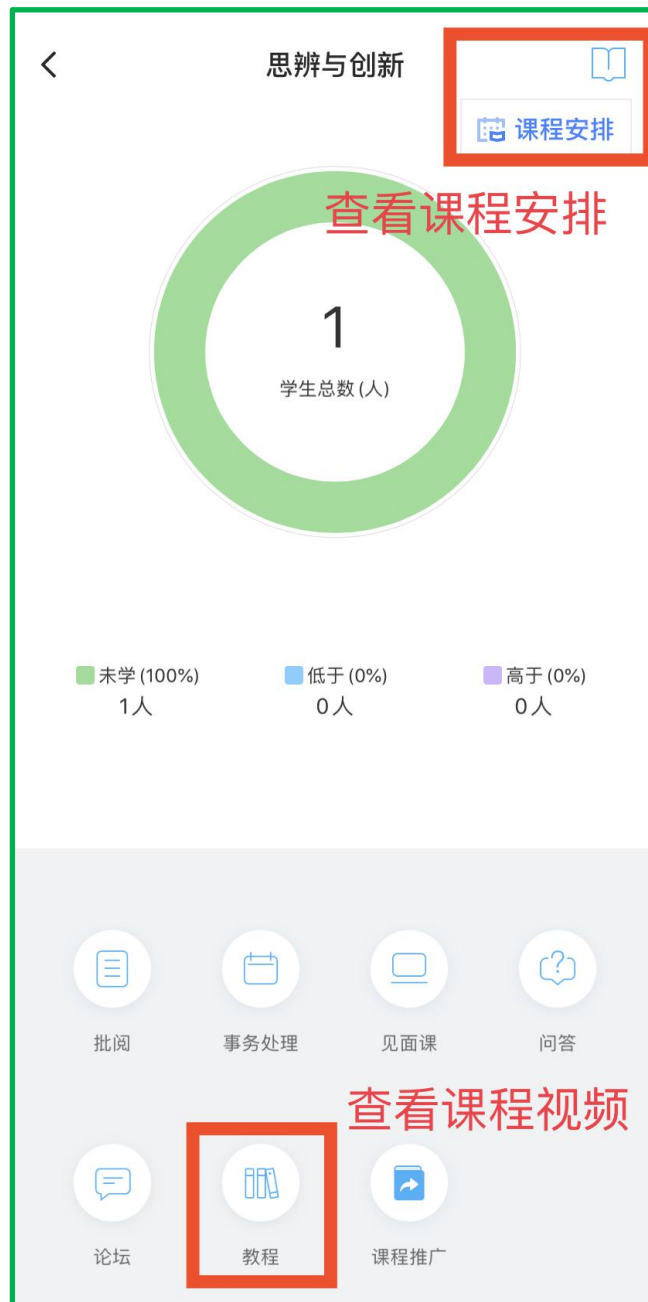 思辨与创新
课程安排
查看课程安排
1
学生总数(人)
未学(100%) 低于(0%) 高于(0%)
1人 0人 0人
批阅 事务处理 见面课 问答
查看课程视频
论坛 教程 课程推广